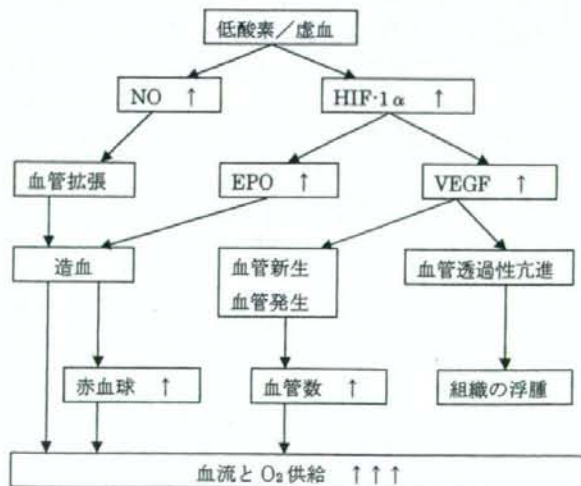 低酸素／虚血
NO ↑
HIF·1α ↑
血管拡張
EPO ↑
VEGF ↑
造血
血管新生
血管発生
血管透過性亢進
赤血球 ↑
血管数 ↑
組織の浮腫
血流と O₂ 供給 ↑ ↑ ↑